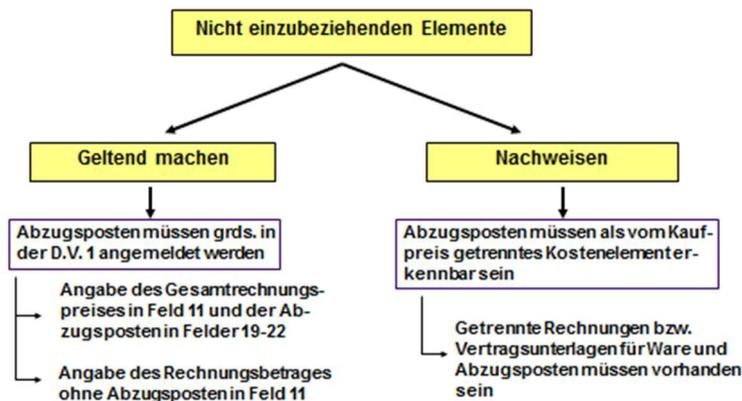 Nicht einzubeziehenden Elemente
Geltend machen
Abzugsposten müssen grds. in
der D.V. 1 angemeldet werden
Angabe des Gesamtrechnungs-
preises in Feld 11 und der Ab-
zugsposten in Felder 19-22
Angabe des Rechnungsbetrages
ohne Abzugsposten in Feld 11
Nachweisen
Abzugsposten müssen als vom Kauf-
preis getrenntes Kostenelement er-
kennbar sein
Getrennte Rechnungen bzw.
Vertragsunterlagen für Ware und
Abzugsposten müssen vorhanden
sein